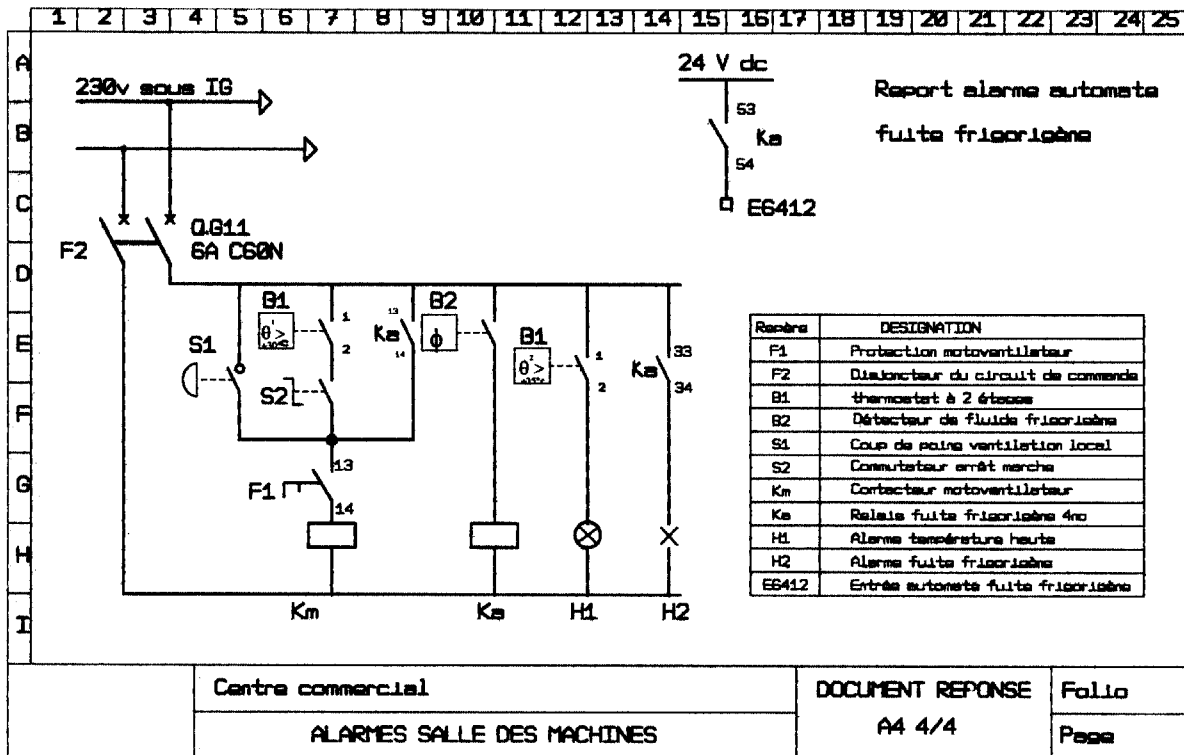 1 2 3 4 5 6 7 8 9 10 11 12 13 14 15 16 17 18 19 20 21 22 23 24 25
A
B
C
D
E
F
G
H
I
230v sous IG
24 V dc
53
Ka
54
E6412
Report alarme automate
fuite frigorigène
F2
Q.G11
6A C60N
S1
B1
θ¹>
1
2
S2
13
Ka
14
B2
ϕ
B1
θ²>
1
2
33
Ka
34
F1
13
14
Km
Ka
H1
H2
Repère DESIGNATION
F1 Protection motoventilateur
F2 Disjoncteur du circuit de commande
B1 thermostat à 2 étages
B2 Détecteur de fluide frigorigène
S1 Coup de poing ventilation local
S2 Commutateur arrêt marche
Km Contacteur motoventilateur
Ka Relais fuite frigorigène 4no
H1 Alarme température haute
H2 Alarme fuite frigorigène
E6412 Entrée automate fuite frigorigène
Centre commercial
ALARMES SALLE DES MACHINES
DOCUMENT REPONSE
A4 4/4
Folio
Page